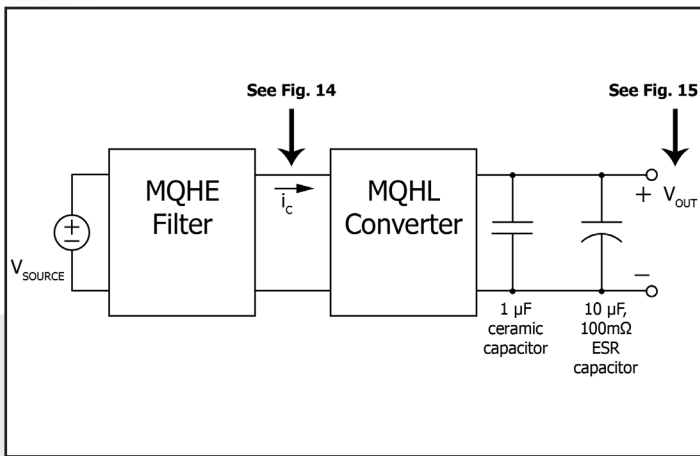 See Fig. 14
See Fig. 15
MQHE
Filter
MQHL
Converter
i_c
+
V_OUT
−
+
−
V_SOURCE
1 µF
ceramic
capacitor
10 µF,
100mΩ
ESR
capacitor